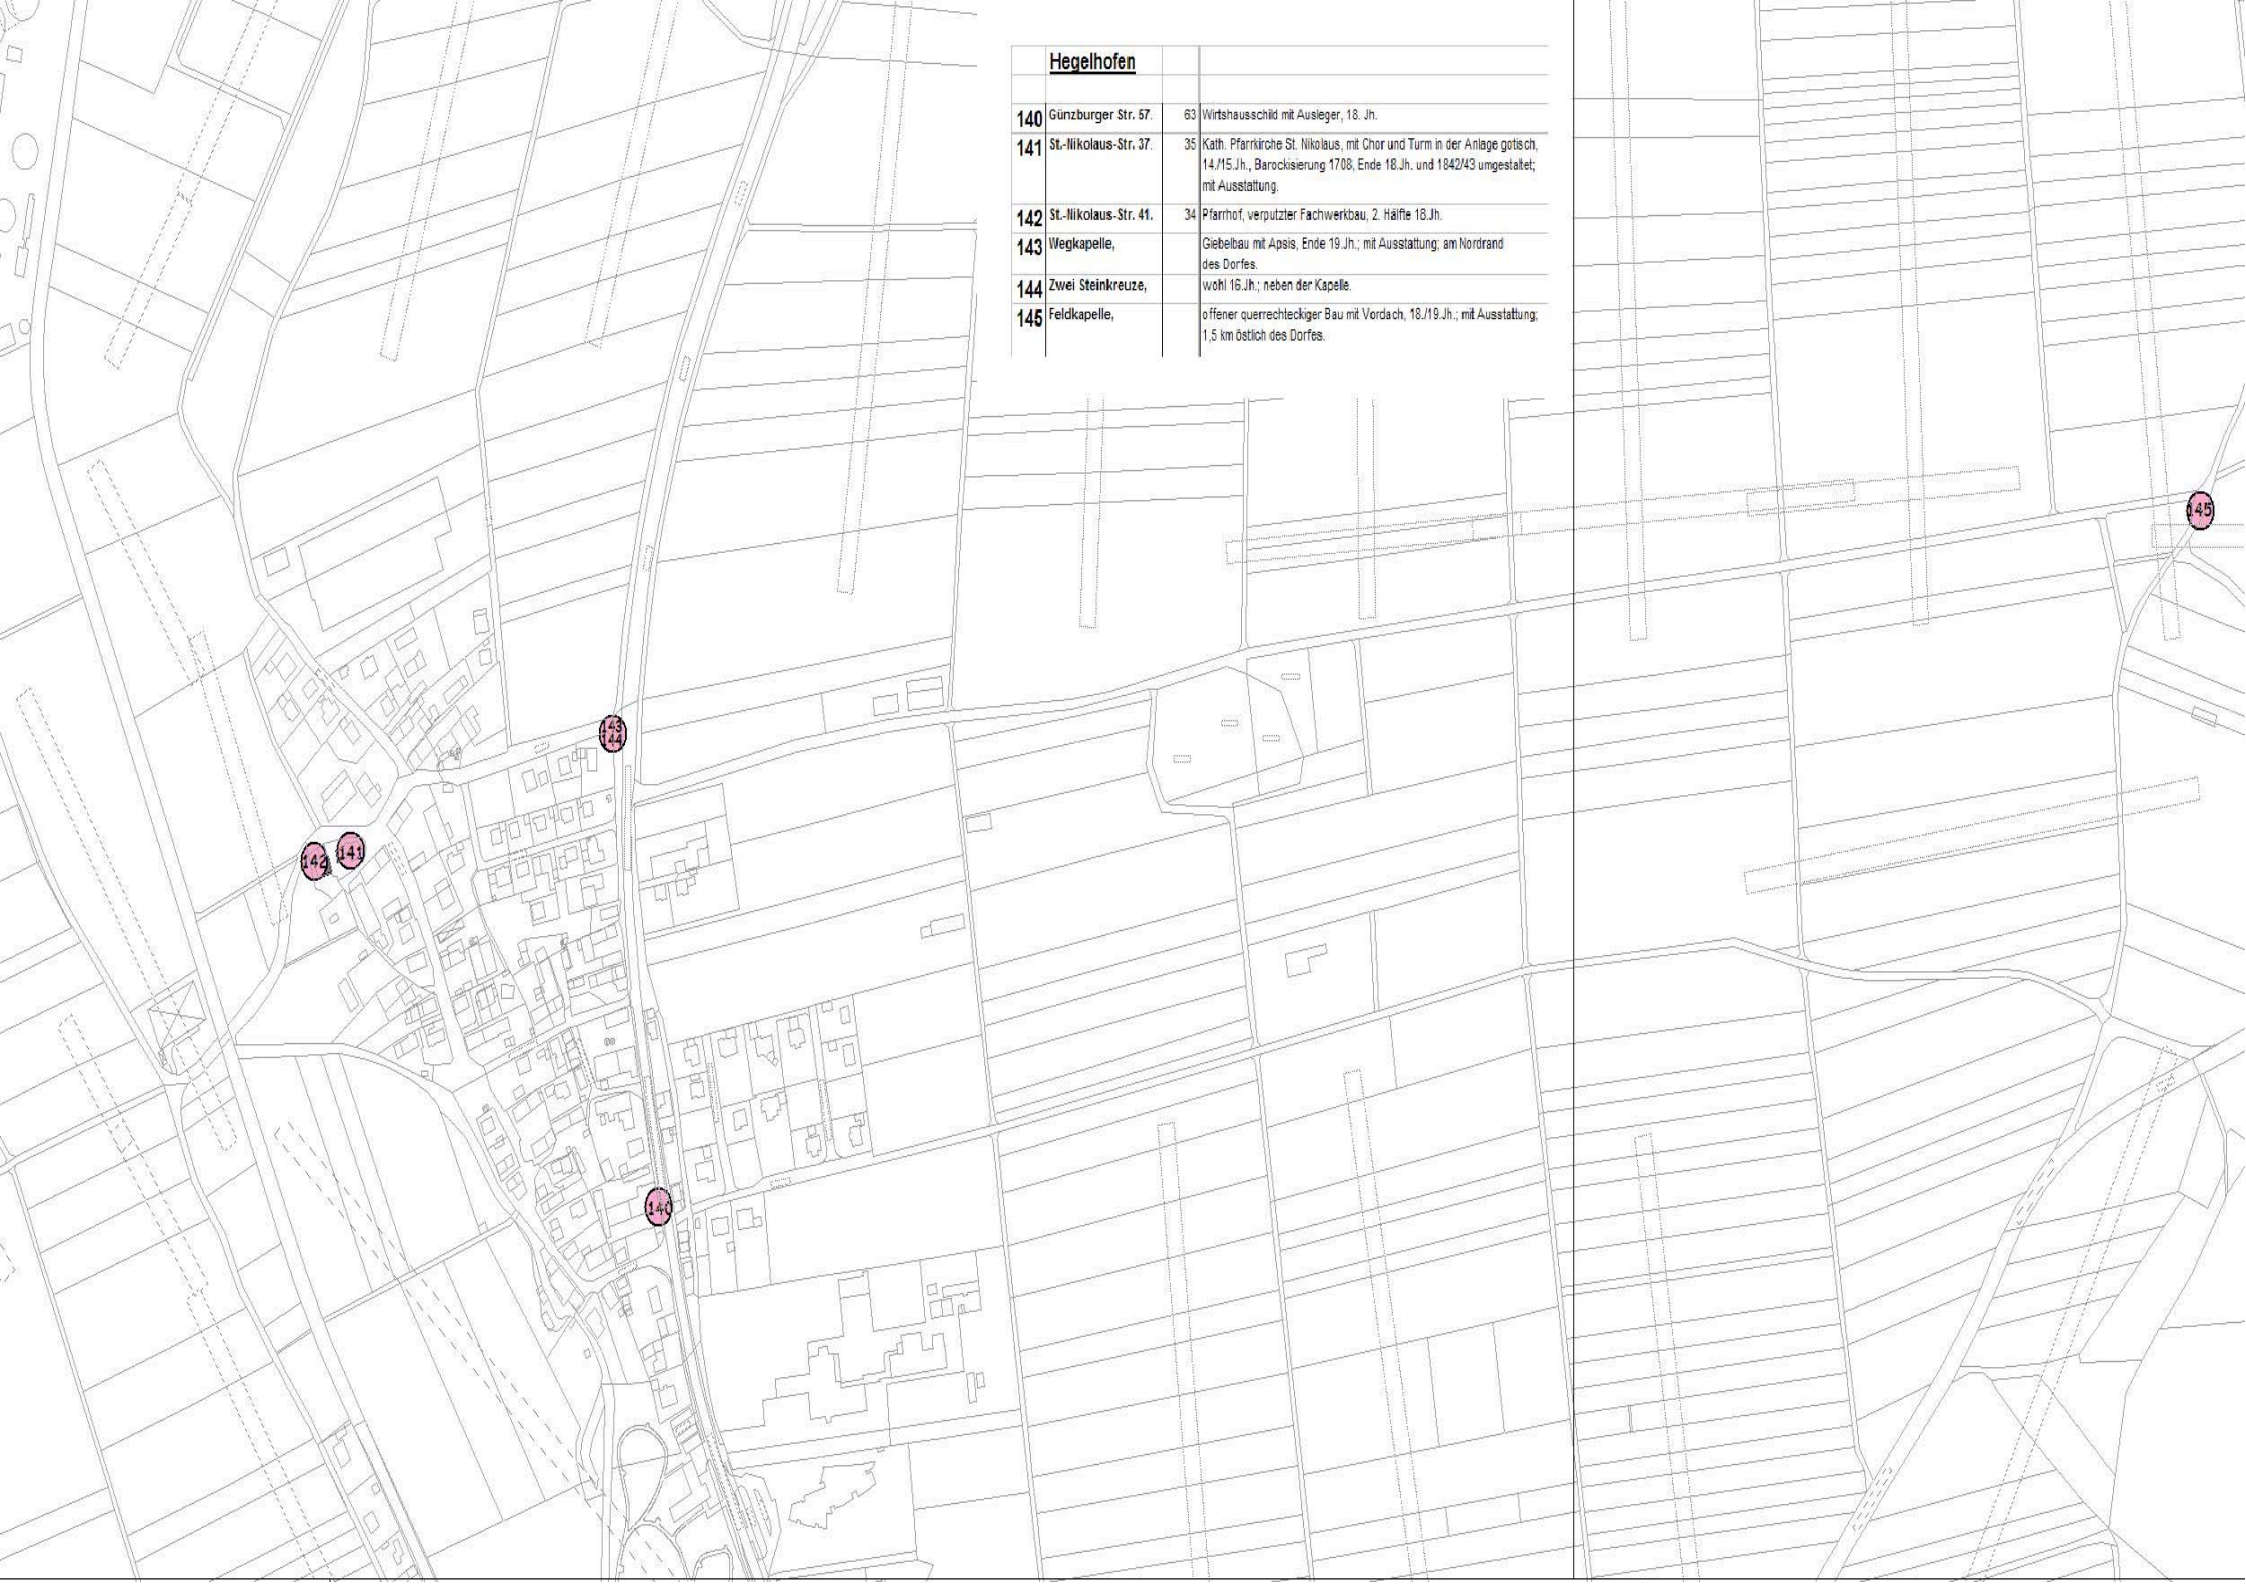 Hegelhofen
140 Günzburger Str. 57. 63 Wirtshausschild mit Ausleger, 18. Jh.
141 St.-Nikolaus-Str. 37. 35 Kath. Pfarrkirche St. Nikolaus, mit Chor und Turm in der Anlage gotisch,
14./15.Jh., Barockisierung 1708, Ende 18.Jh. und 1842/43 umgestaltet;
mit Ausstattung.
142 St.-Nikolaus-Str. 41. 34 Pfarrhof, verputzter Fachwerkbau, 2. Hälfte 18.Jh.
143 Wegkapelle, Giebelbau mit Apsis, Ende 19.Jh.; mit Ausstattung; am Nordrand
des Dorfes.
144 Zwei Steinkreuze, wohl 16.Jh.; neben der Kapelle.
145 Feldkapelle, offener querrechteckiger Bau mit Vordach, 18./19.Jh.; mit Ausstattung;
1,5 km östlich des Dorfes.
145
143
144
142 141
140